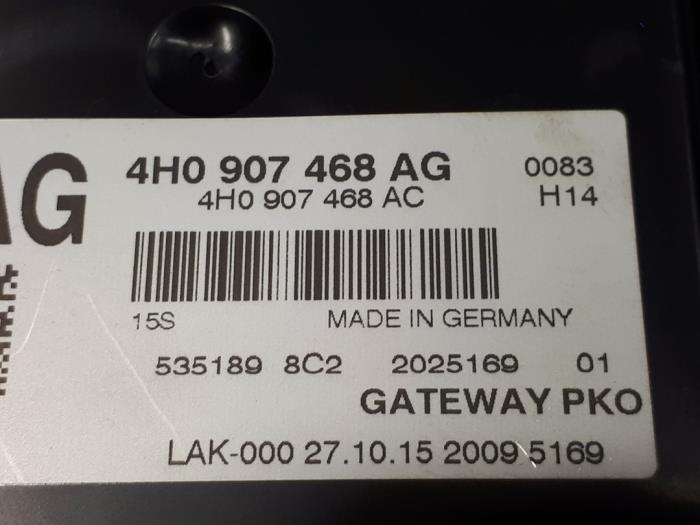 AG
4H0 907 468 AG 0083
4H0 907 468 AC H14
15S MADE IN GERMANY
535189 8C2 2025169 01
GATEWAY PKO
LAK-000 27.10.15 2009 5169